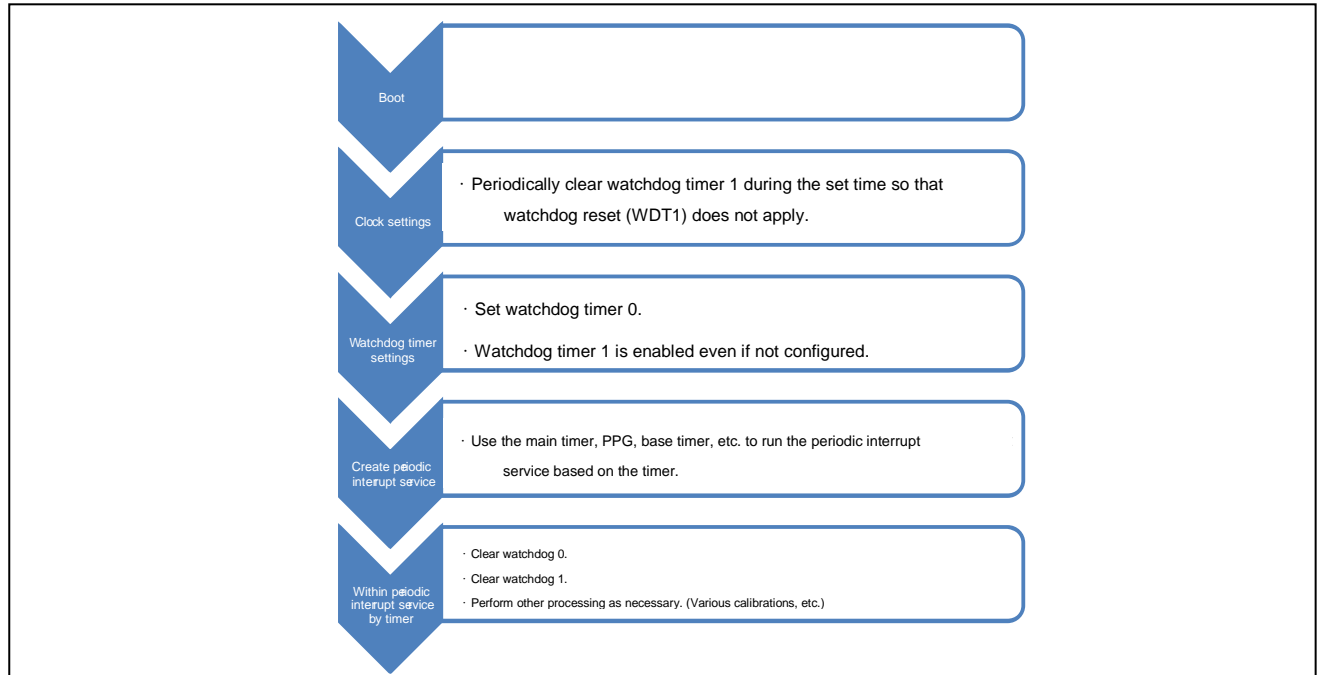 Boot
Clock settings
· Periodically clear watchdog timer 1 during the set time so that
watchdog reset (WDT1) does not apply.
Watchdog timer
settings
· Set watchdog timer 0.
· Watchdog timer 1 is enabled even if not configured.
Create periodic
interrupt service
· Use the main timer, PPG, base timer, etc. to run the periodic interrupt
service based on the timer.
Within periodic
interrupt service
by timer
· Clear watchdog 0.
· Clear watchdog 1.
· Perform other processing as necessary. (Various calibrations, etc.)